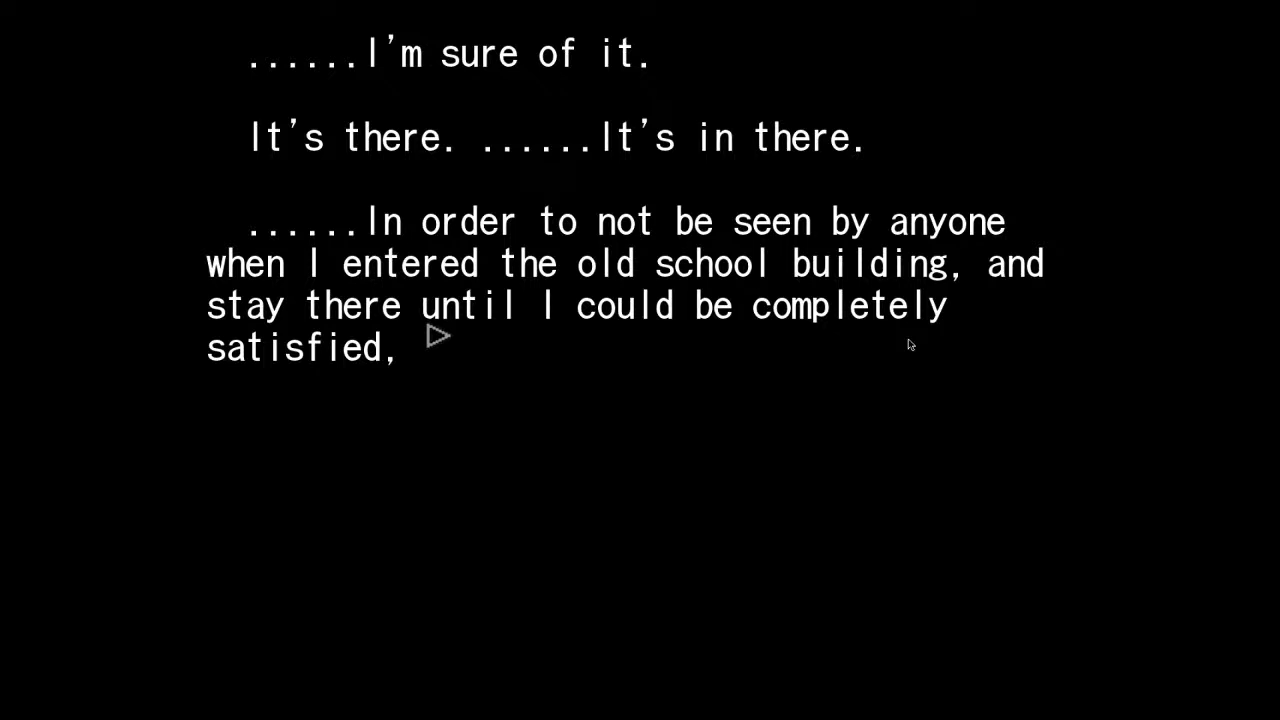 ......I'm sure of it.
It's there. ......It's in there.
......In order to not be seen by anyone
when I entered the old school building, and
stay there until I could be completely
satisfied,